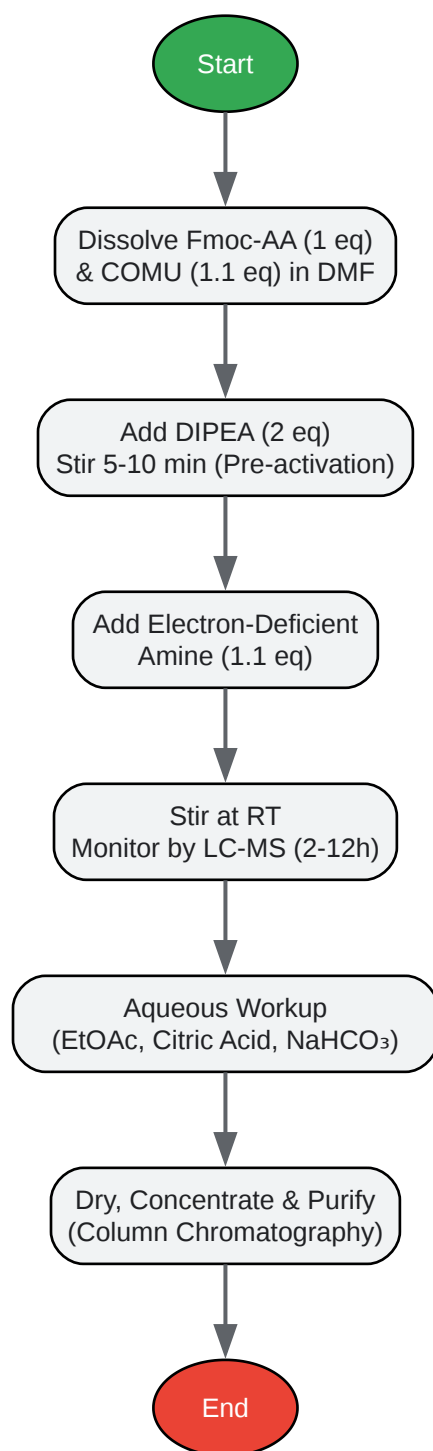 Start
Dissolve Fmoc-AA (1 eq)
& COMU (1.1 eq) in DMF
Add DIPEA (2 eq)
Stir 5-10 min (Pre-activation)
Add Electron-Deficient
Amine (1.1 eq)
Stir at RT
Monitor by LC-MS (2-12h)
Aqueous Workup
(EtOAc, Citric Acid, NaHCO₃)
Dry, Concentrate & Purify
(Column Chromatography)
End